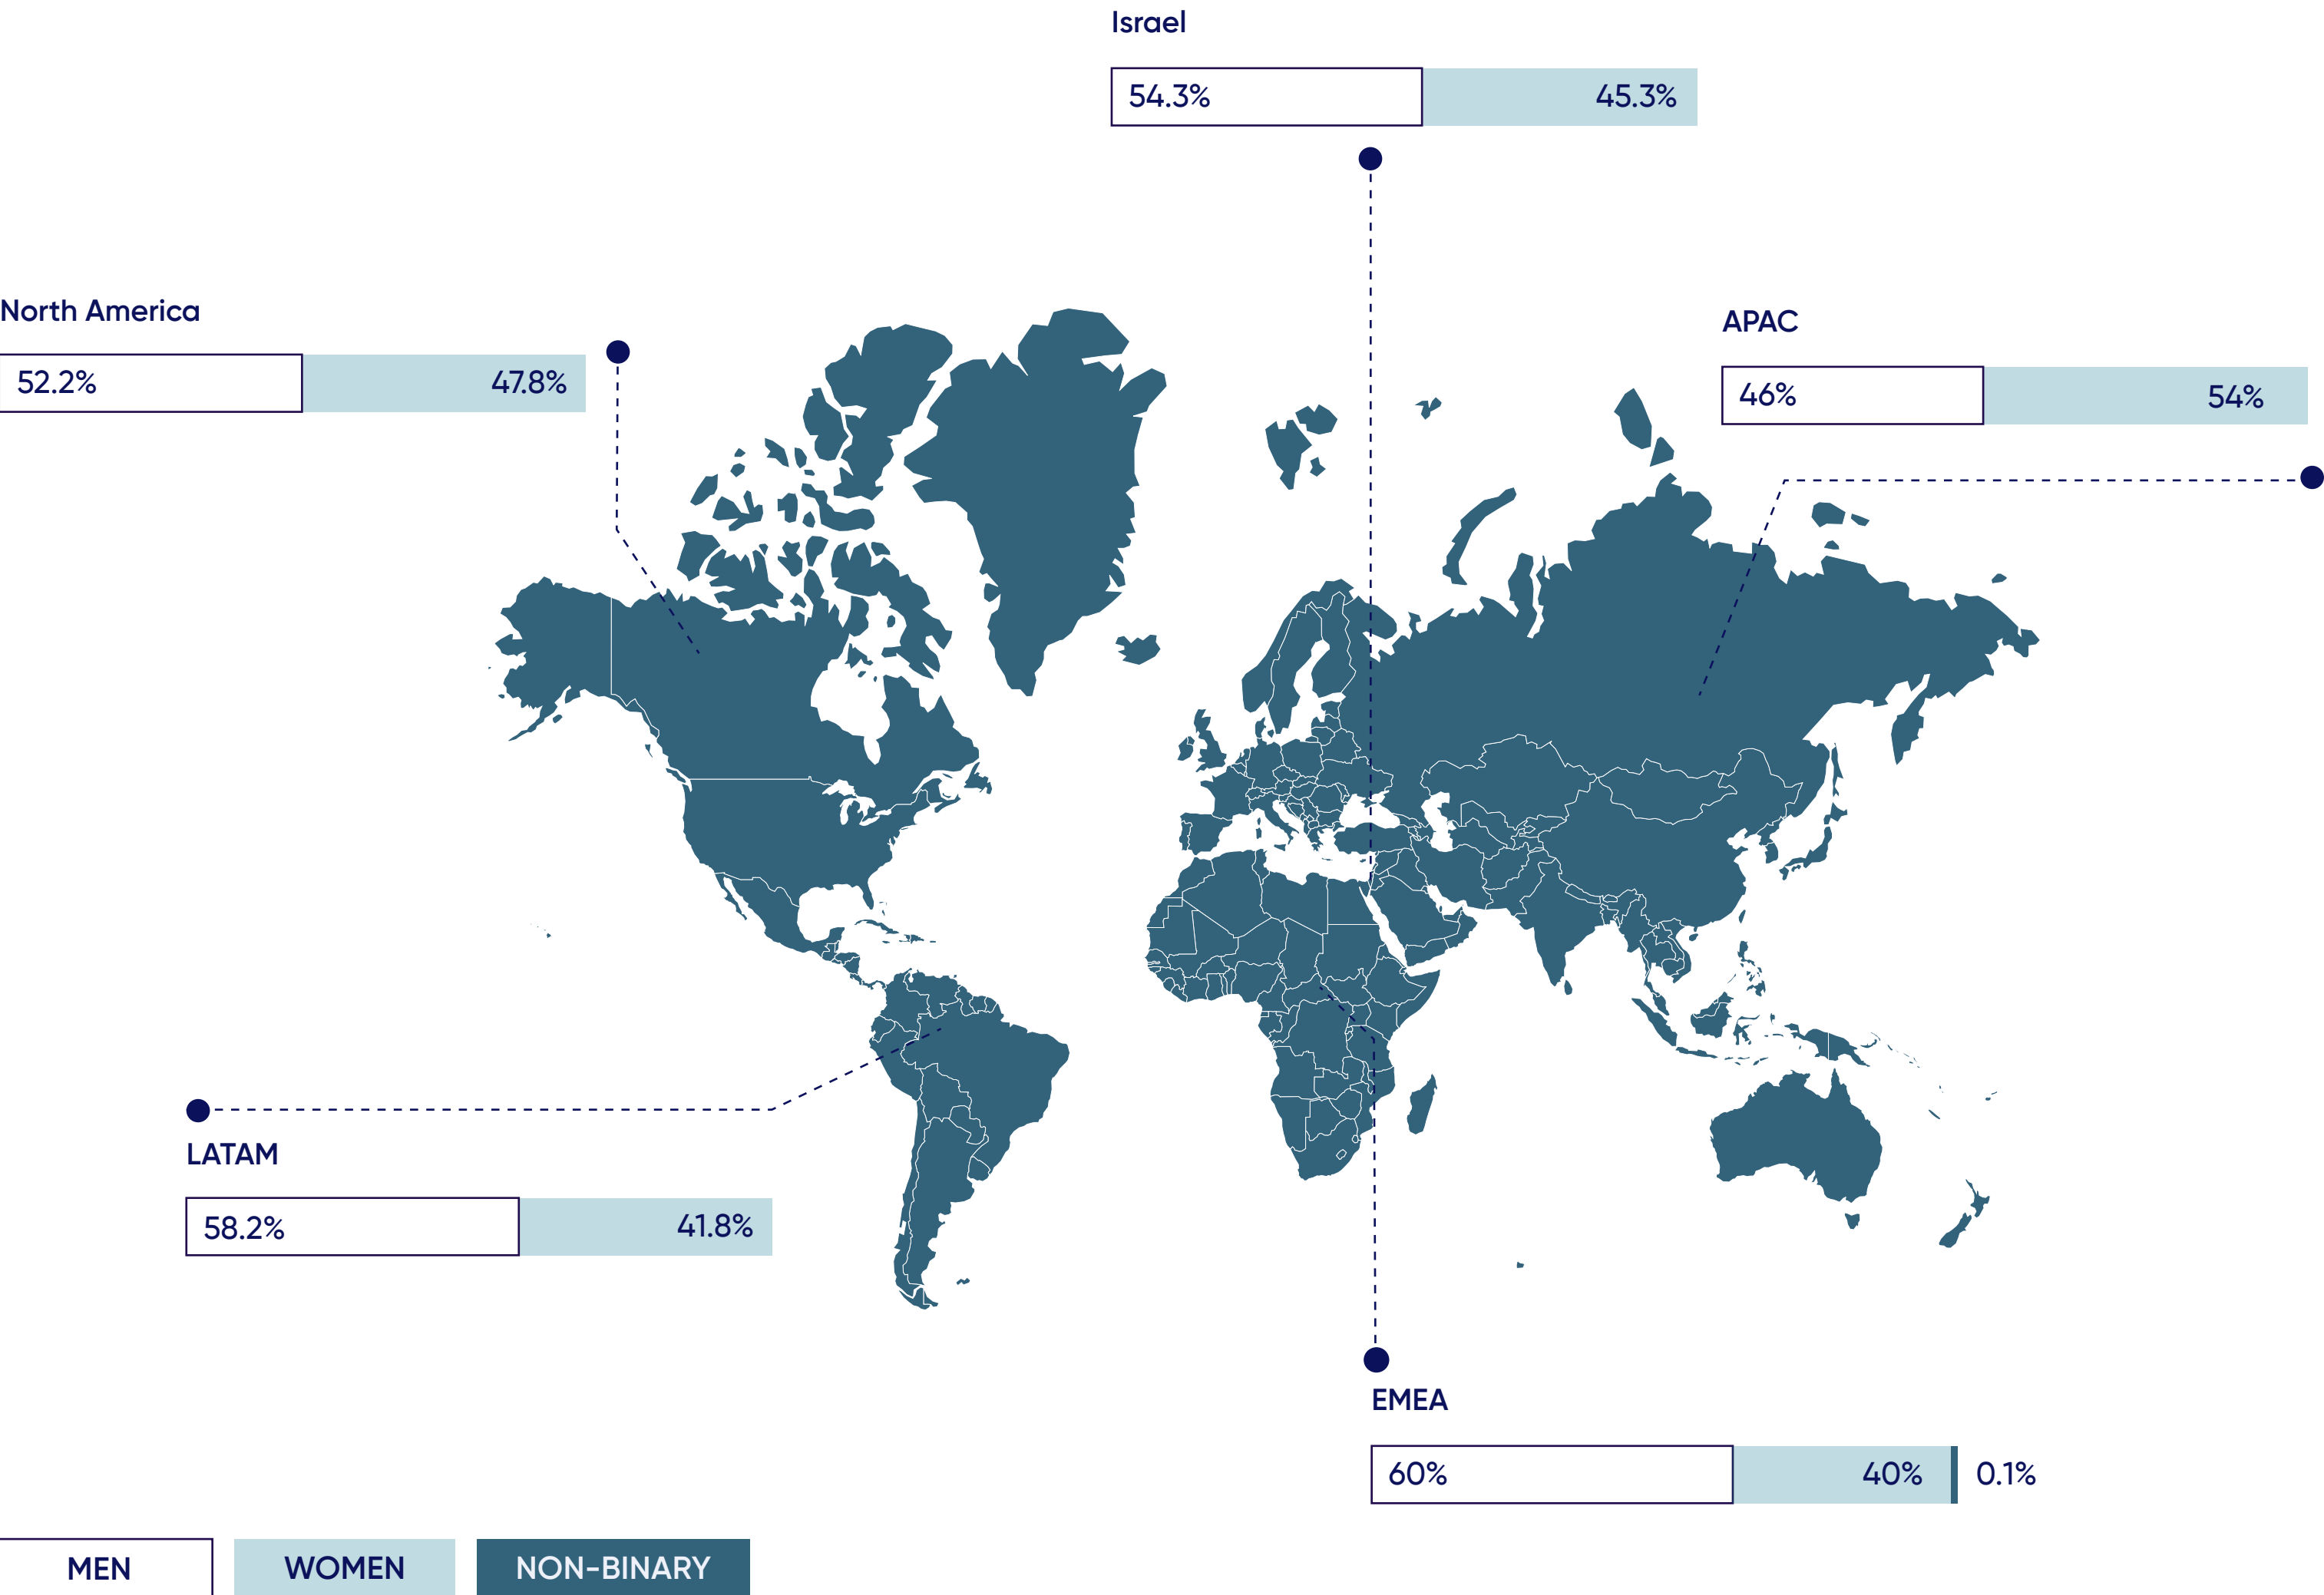 Israel
54.3% 45.3%
North America
52.2% 47.8%
APAC
46% 54%
LATAM
58.2% 41.8%
EMEA
60% 40% 0.1%
MEN WOMEN NON-BINARY